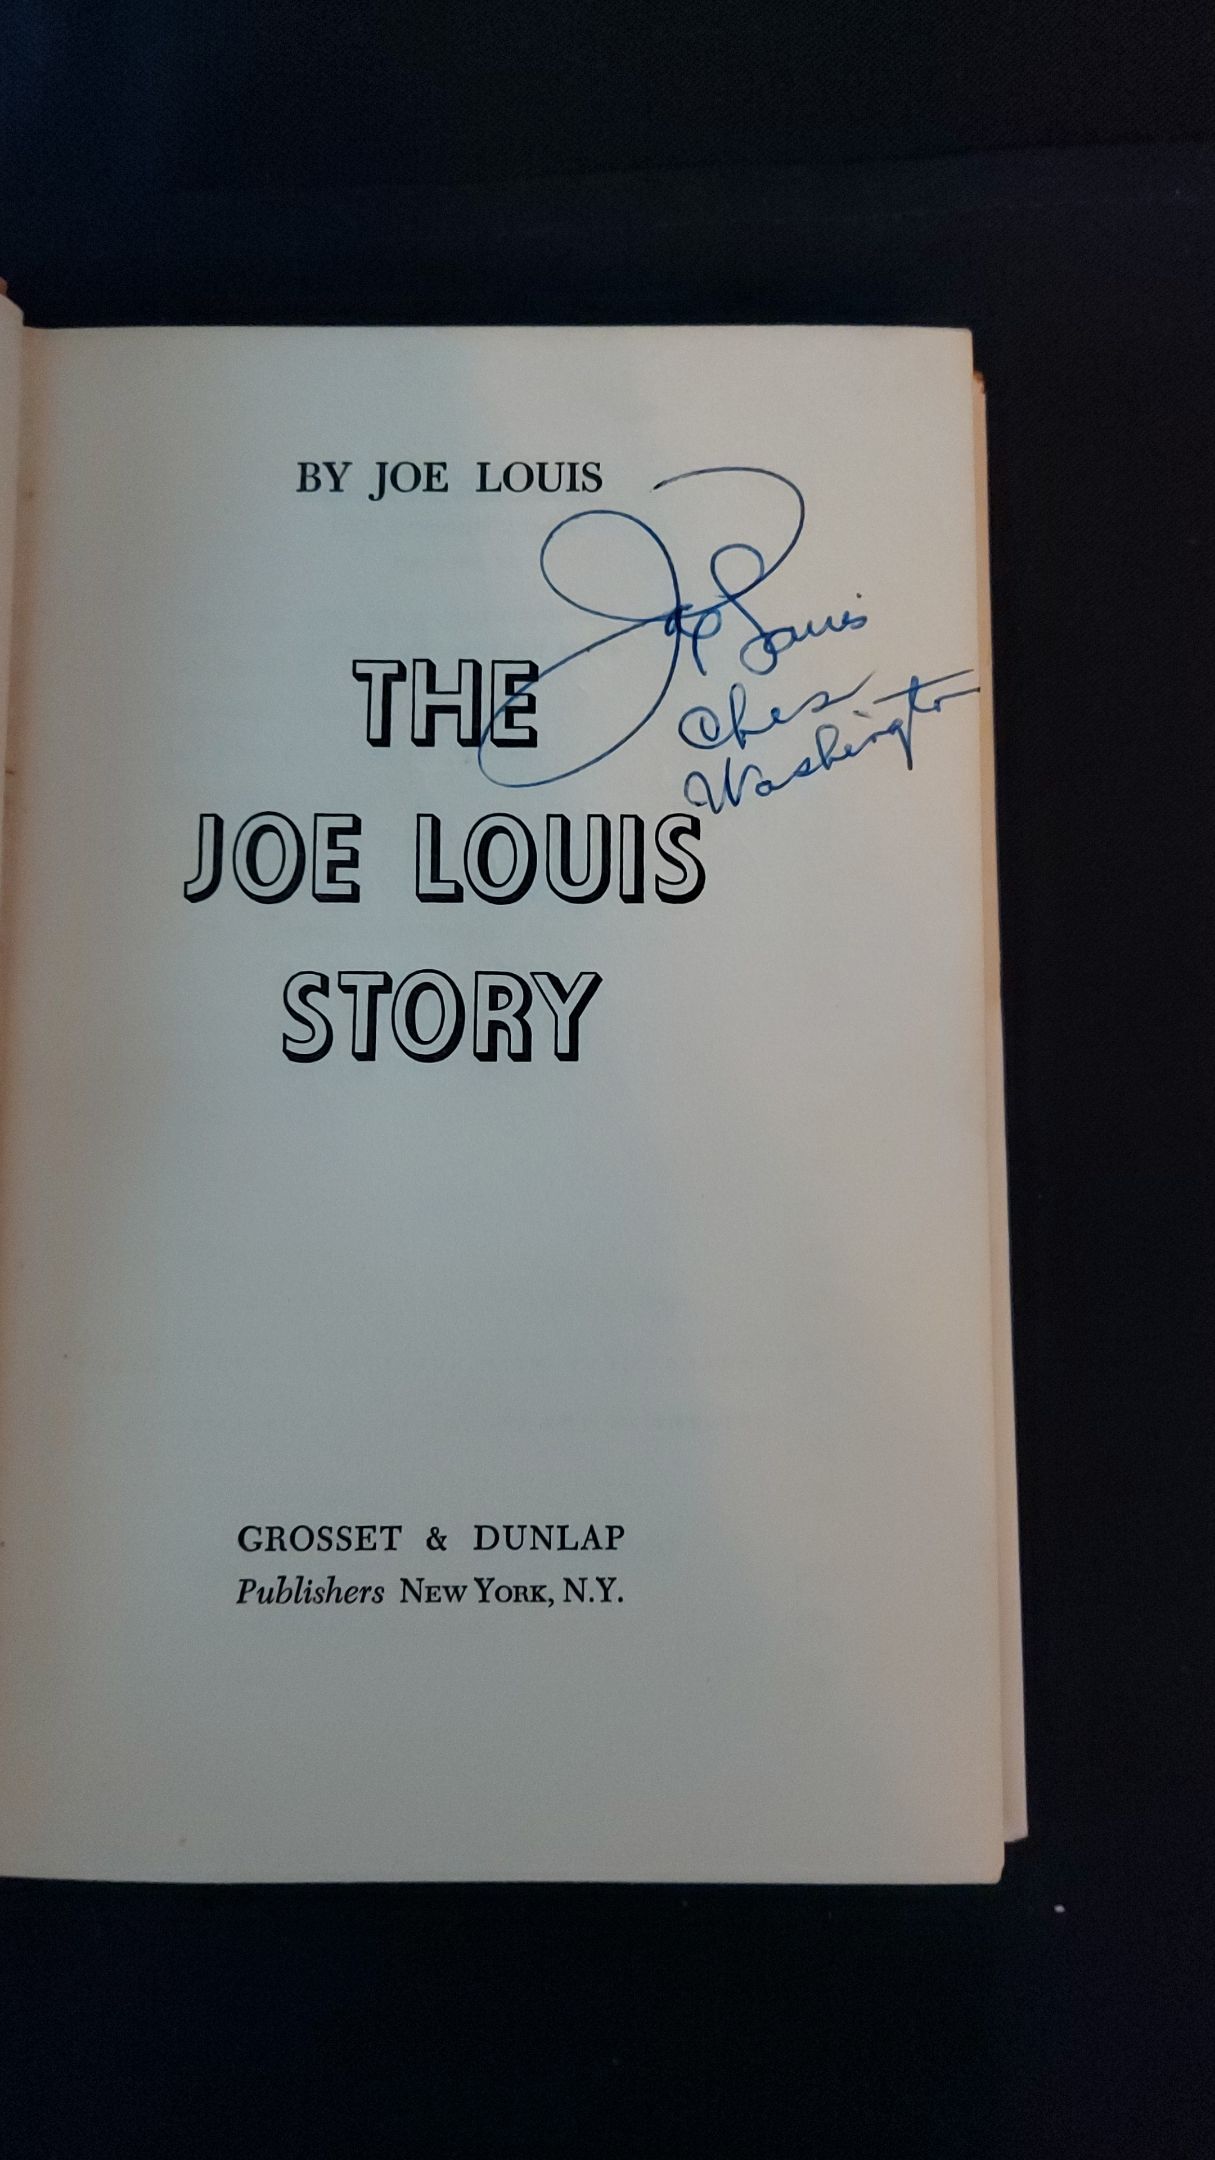 BY JOE LOUIS
Joe Louis
THE
Ches
Washington
JOE LOUIS
STORY
GROSSET & DUNLAP
Publishers NEW YORK, N.Y.